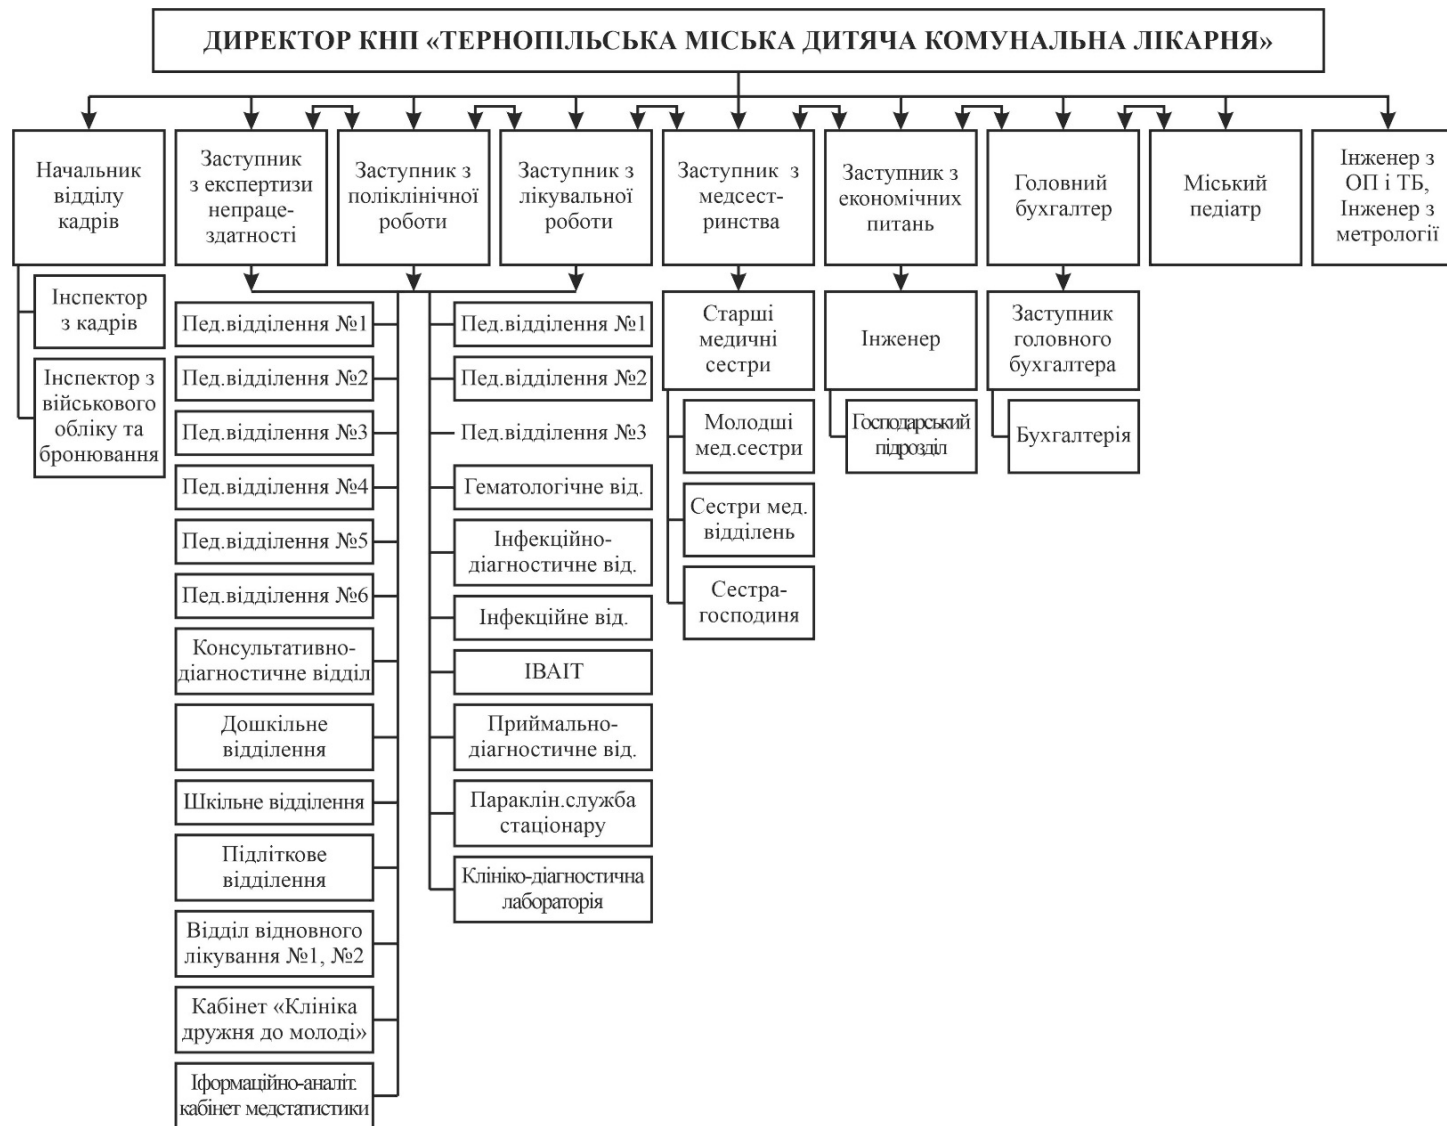 ДИРЕКТОР КНП «ТЕРНОПІЛЬСЬКА МІСЬКА ДИТЯЧА КОМУНАЛЬНА ЛІКАРНЯ»
Начальник
відділу
кадрів
Заступник
з експертизи
непраце-
здатності
Заступник з
поліклінічної
роботи
Заступник з
лікувальної
роботи
Заступник з
медсест-
ринства
Заступник з
економічних
питань
Головний
бухгалтер
Міський
педіатр
Інженер з
ОП і ТБ,
Інженер з
метрології
Інспектор
з кадрів
Інспектор з
військового
обліку та
бронювання
Пед.відділення №1
Пед.відділення №2
Пед.відділення №3
Пед.відділення №4
Пед.відділення №5
Пед.відділення №6
Консультативно-
діагностичне відділ
Дошкільне
відділення
Шкільне відділення
Підліткове
відділення
Відділ відновного
лікування №1, №2
Кабінет «Клініка
дружня до молоді»
Іформаційно-аналіт.
кабінет медстатистики
Пед.відділення №1
Пед.відділення №2
Пед.відділення №3
Гематологічне від.
Інфекційно-
діагностичне від.
Інфекційне від.
ІВАІТ
Приймально-
діагностичне від.
Параклін.служба
стаціонару
Клініко-діагностична
лабораторія
Старші
медичні
сестри
Молодші
мед.сестри
Сестри мед.
відділень
Сестра-
господиня
Інженер
Господарський
підрозділ
Заступник
головного
бухгалтера
Бухгалтерія